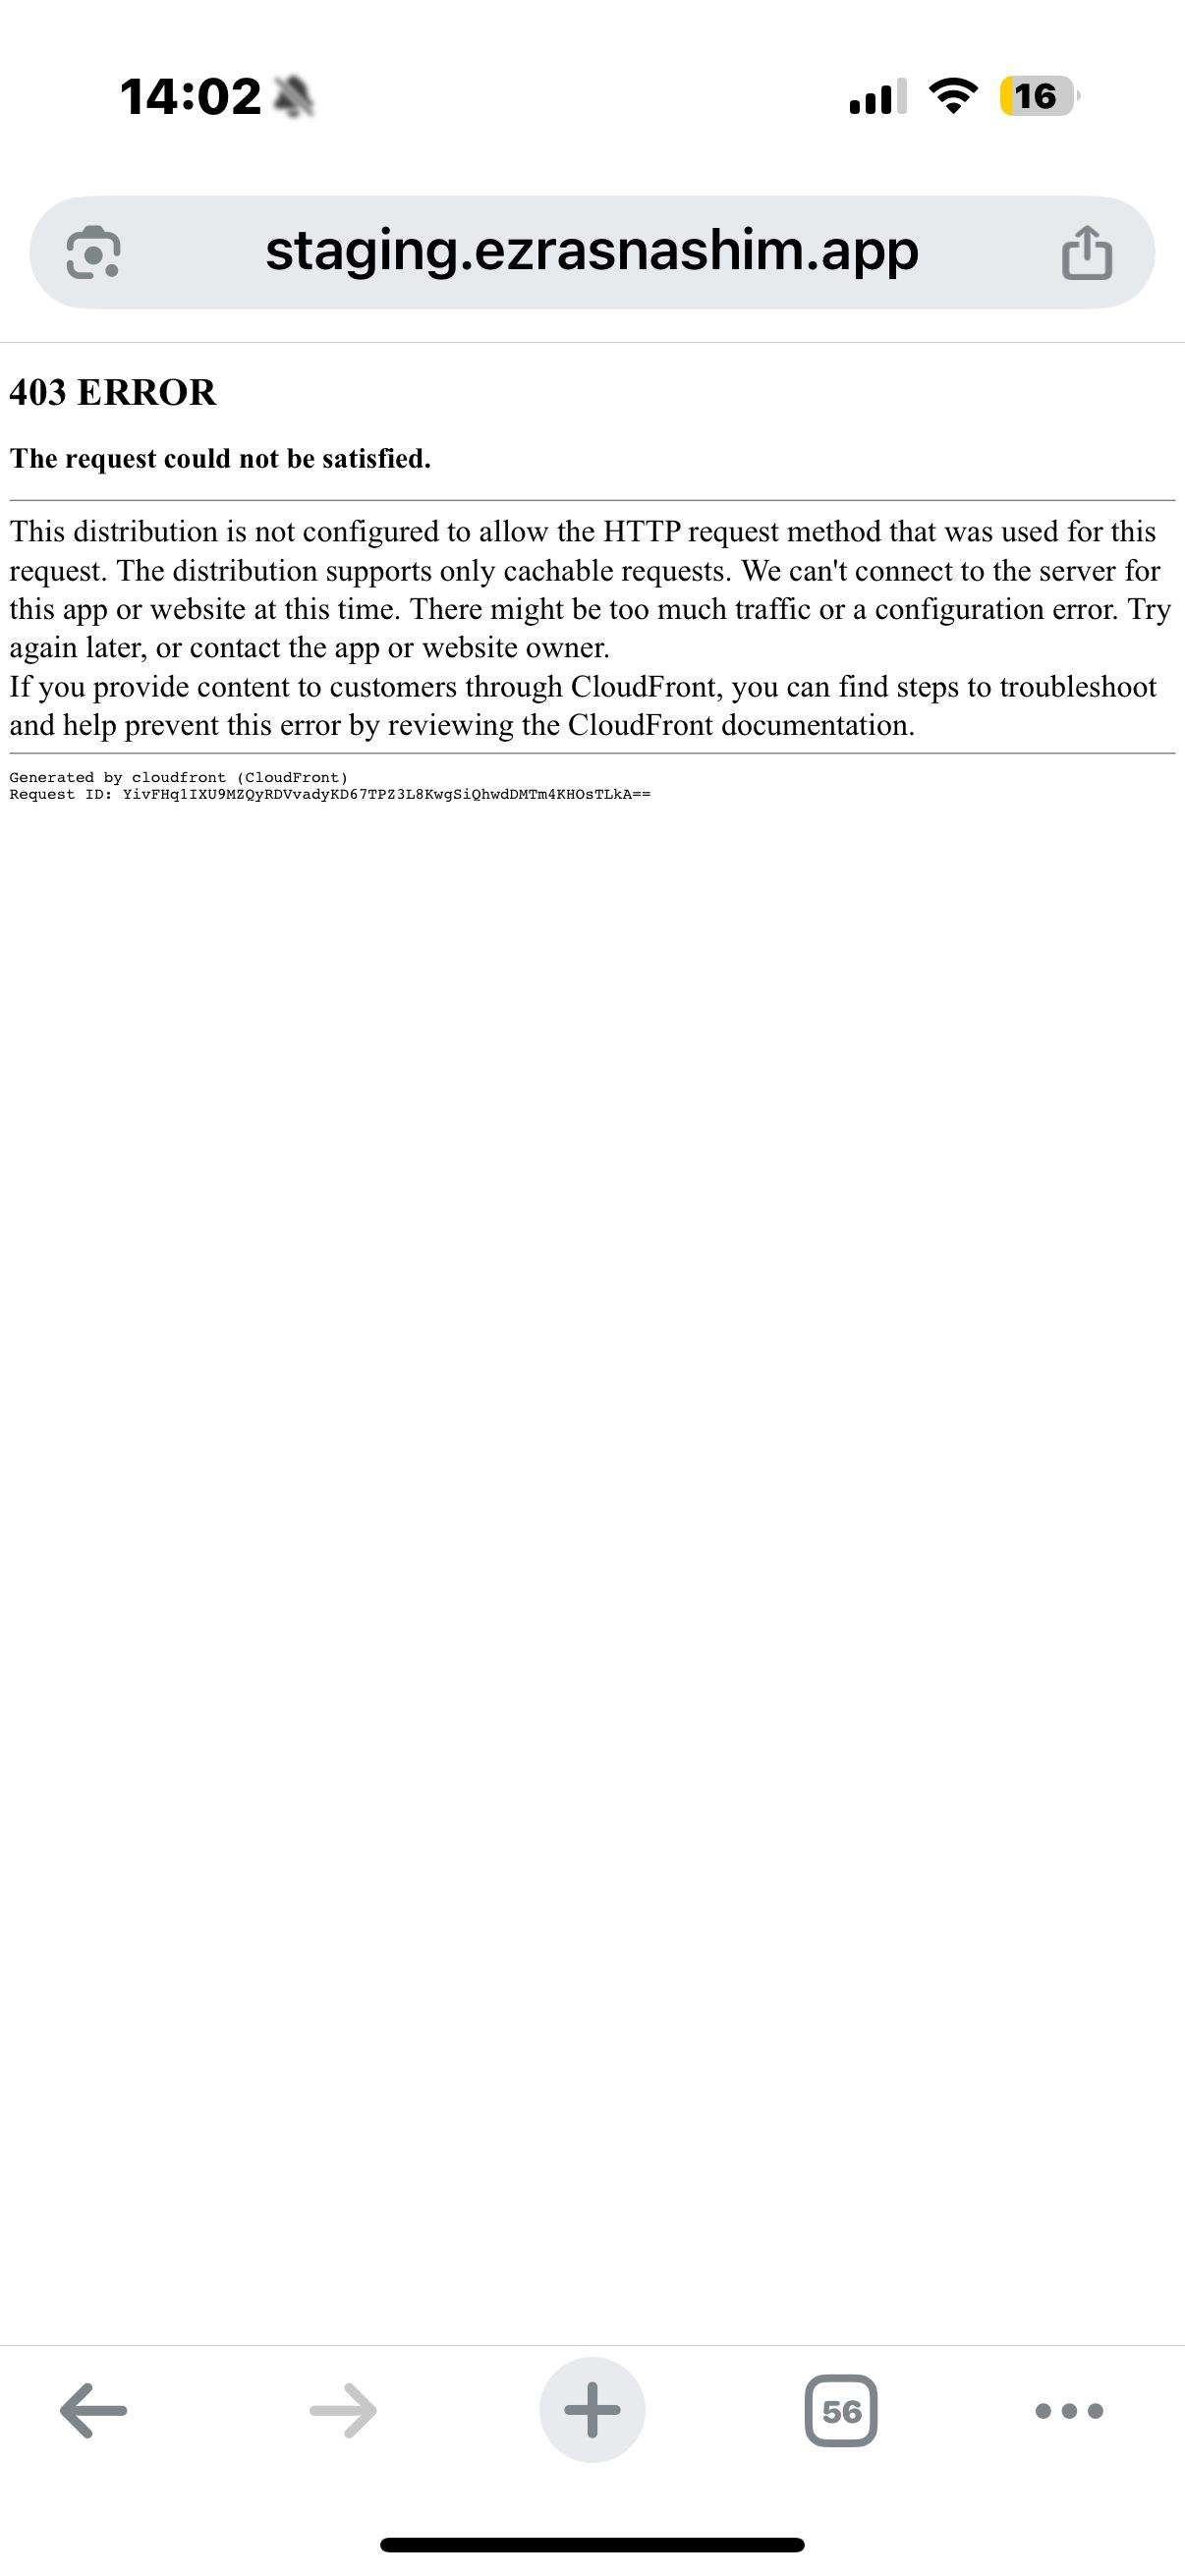 14:02
16
staging.ezrasnashim.app
403 ERROR
The request could not be satisfied.
This distribution is not configured to allow the HTTP request method that was used for this
request. The distribution supports only cachable requests. We can't connect to the server for
this app or website at this time. There might be too much traffic or a configuration error. Try
again later, or contact the app or website owner.
If you provide content to customers through CloudFront, you can find steps to troubleshoot
and help prevent this error by reviewing the CloudFront documentation.
Generated by cloudfront (CloudFront)
Request ID: YivFHq1IXU9MZQyRDVvadyKD67TPZ3L8KwgSiQhwdDMTm4KHOsTLkA==
56